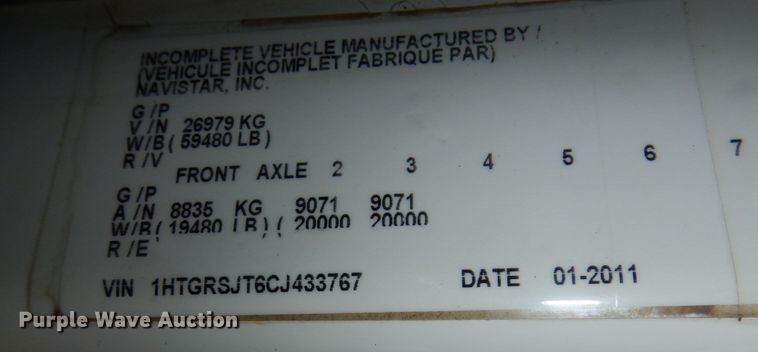 INCOMPLETE VEHICLE MANUFACTURED BY /
(VEHICULE INCOMPLET FABRIQUE PAR)
NAVISTAR, INC.
G /P
V /N 26979 KG
W/B ( 59480 LB )
R /V
FRONT AXLE 2 3 4 5 6 7
G /P
A /N 8835 KG 9071 9071
W/B( 19480 LB ) ( 20000 20000
R /E
VIN 1HTGRSJT6CJ433767 DATE 01-2011
Purple Wave Auction